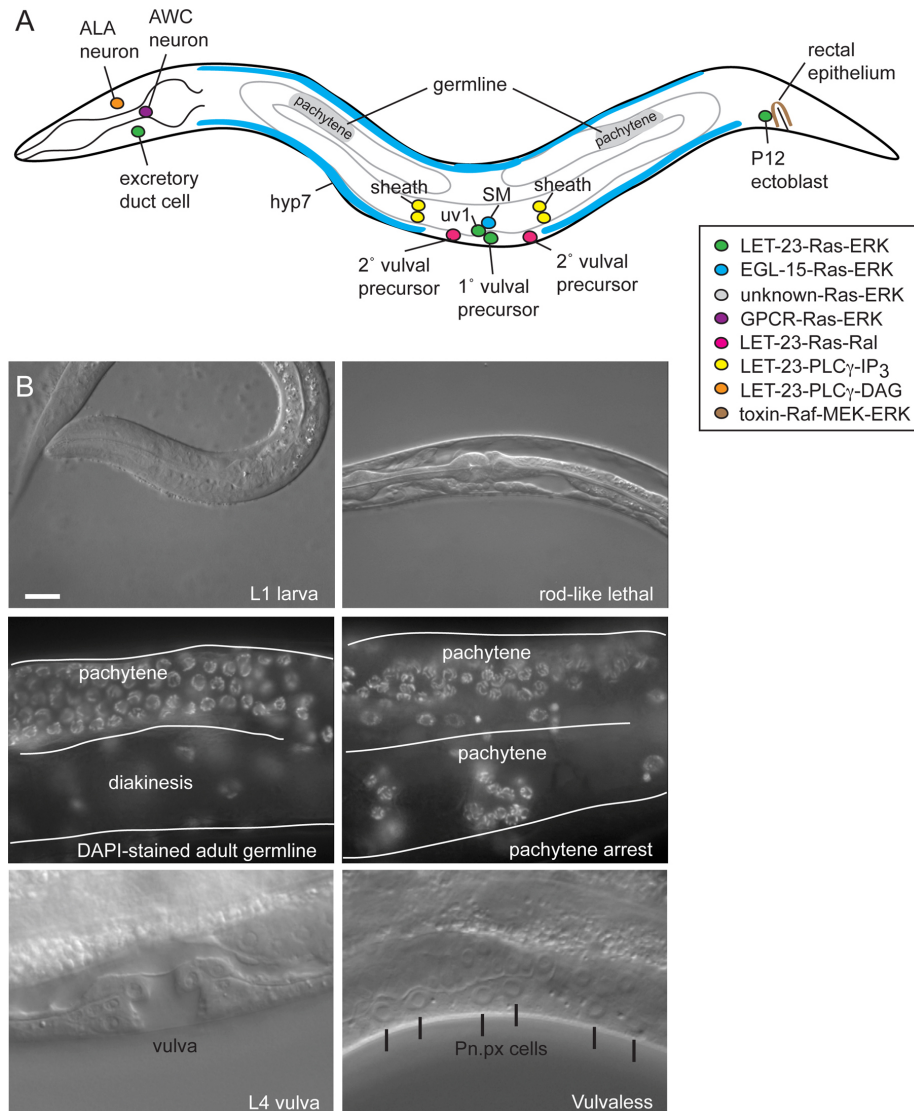 A
ALA
neuron
AWC
neuron
germline
rectal
epithelium
pachytene
pachytene
excretory
duct cell
hyp7
sheath
SM
sheath
uv1
P12
ectoblast
2° vulval
precursor
1° vulval
precursor
2° vulval
precursor
LET-23-Ras-ERK
EGL-15-Ras-ERK
unknown-Ras-ERK
GPCR-Ras-ERK
LET-23-Ras-Ral
LET-23-PLCγ-IP₃
LET-23-PLCγ-DAG
toxin-Raf-MEK-ERK
B
L1 larva
rod-like lethal
pachytene
diakinesis
DAPI-stained adult germline
pachytene
pachytene
pachytene arrest
vulva
L4 vulva
Pn.px cells
Vulvaless